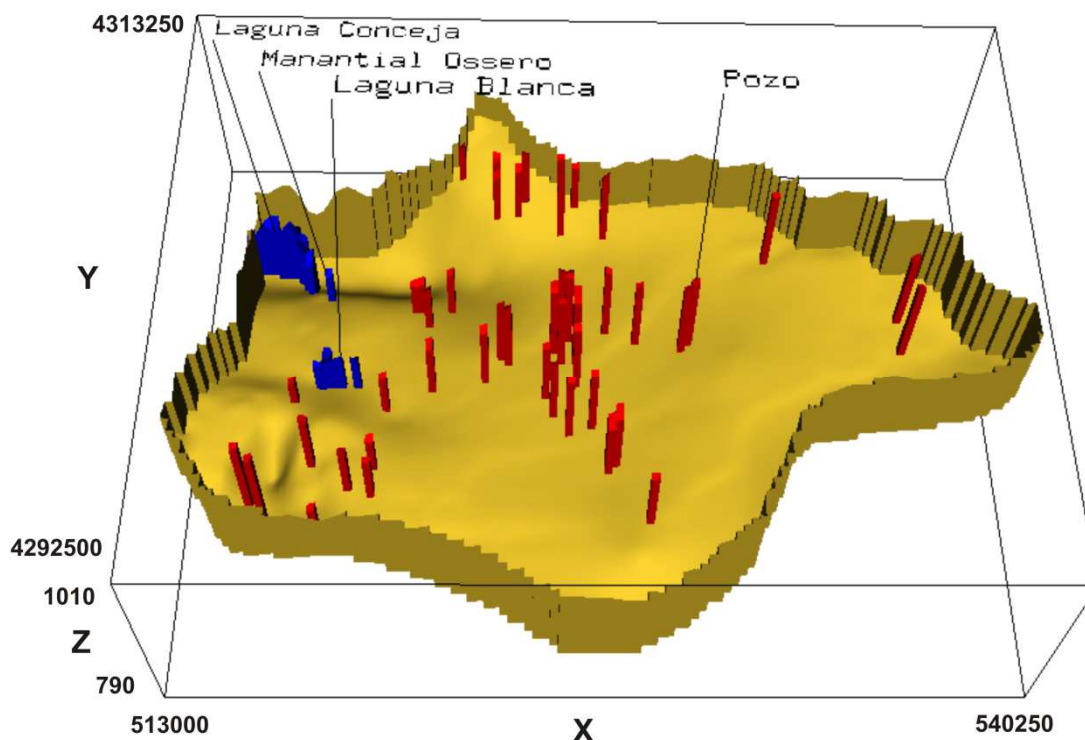 4313250
Laguna Conceja
Manantial Ossero
Laguna Blanca
Pozo
Y
4292500
1010
Z
790
513000
X
540250